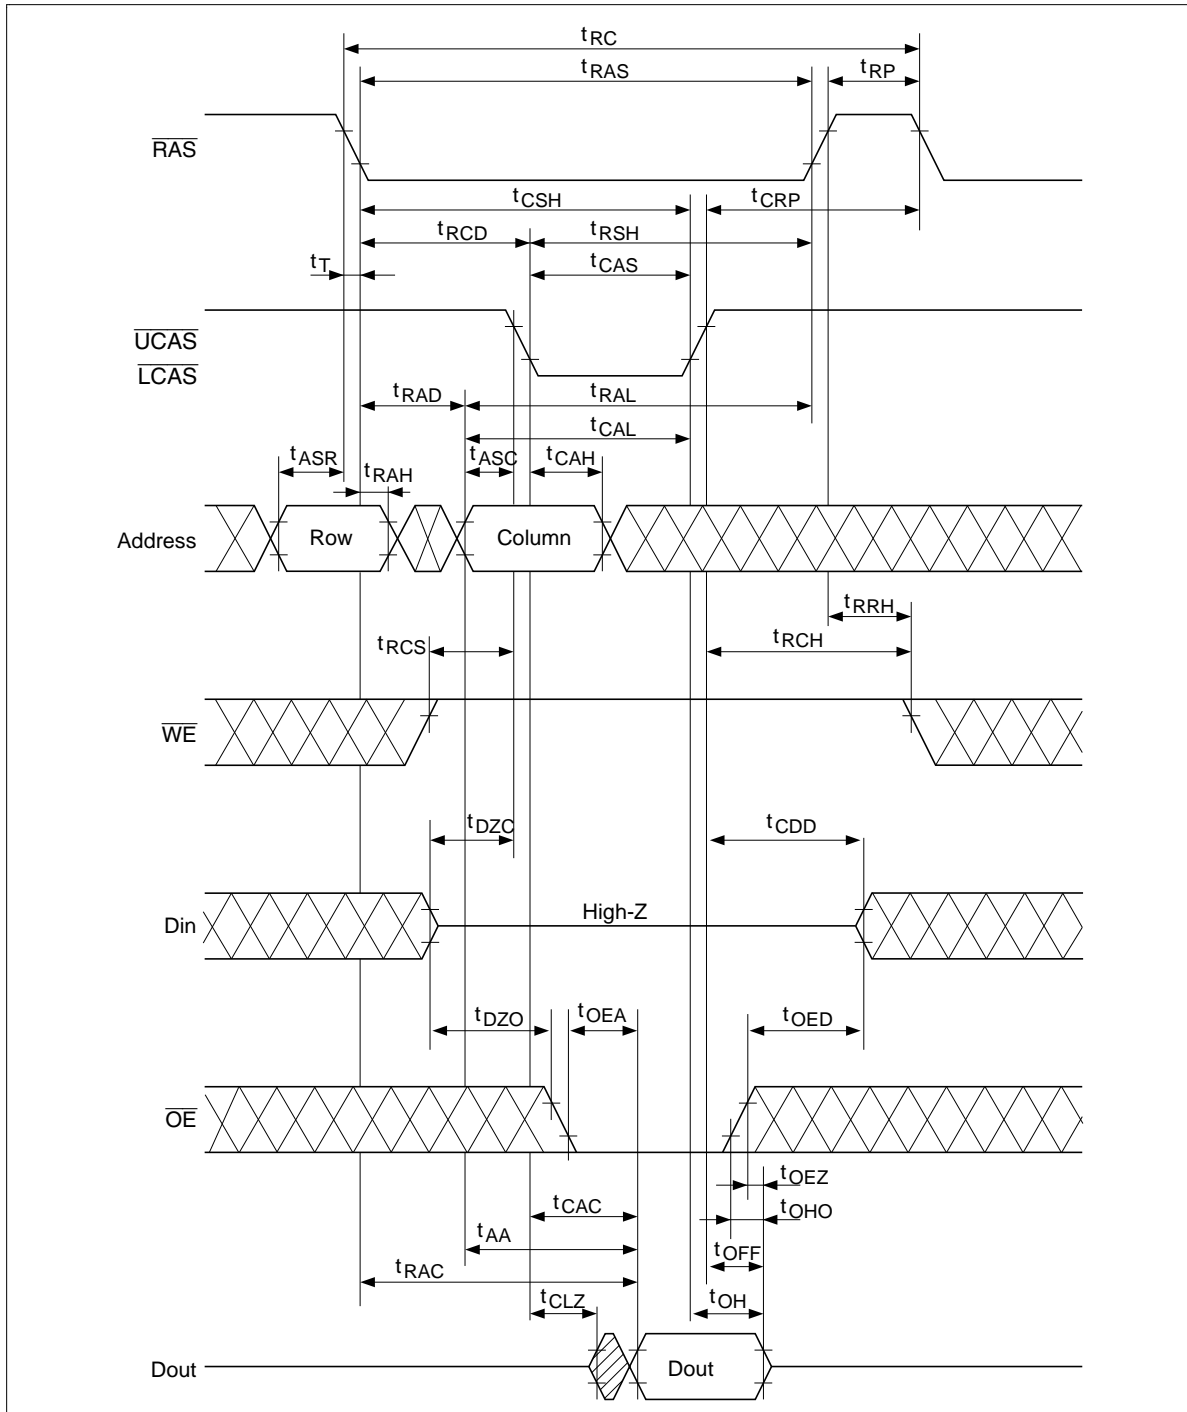 tRC
tRAS
tRP
RAS
tCSH
tCRP
tRCD
tRSH
tT
tCAS
UCAS
LCAS
tRAD
tRAL
tCAL
tASR
tRAH
tASC
tCAH
Address
Row
Column
tRRH
tRCS
tRCH
WE
tDZC
tCDD
Din
High-Z
tDZO
tOEA
tOED
OE
tOEZ
tCAC
tOHO
tAA
tOFF
tRAC
tCLZ
tOH
Dout
Dout